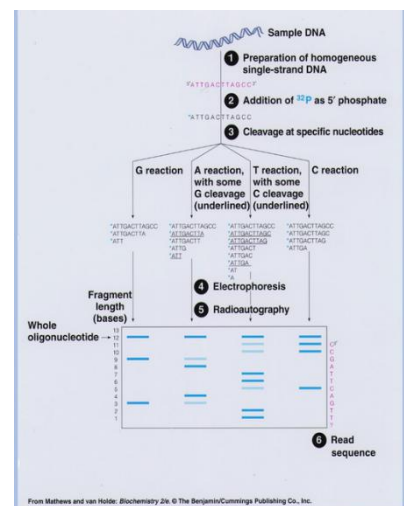 Sample DNA
1 Preparation of homogeneous
single-strand DNA
5'ATTGACTTAGCC3'
2 Addition of 32P as 5′ phosphate
*ATTGACTTAGCC
3 Cleavage at specific nucleotides
G reaction
A reaction,
with some
G cleavage
(underlined)
T reaction,
with some
C cleavage
(underlined)
C reaction
*ATTGACTTAGCC
*ATTGACTTA
*ATT
*ATTGACTTAGCC
*ATTGACTTA
*ATTGACTT
*ATTG
*ATT
*ATTGACTTAGCC
*ATTGACTTAGC
*ATTGACTTAG
*ATTGACT
*ATTGAC
*ATTGA
*AT
*A
*ATTGACTTAGCC
*ATTGACTTAGC
*ATTGACTTAG
*ATTGA
4 Electrophoresis
5 Radioautography
Fragment
length
(bases)
Whole
oligonucleotide
13
12
11
10
9
8
7
6
5
4
3
2
1
C
C
G
A
T
T
C
A
G
T
T
6 Read
sequence
From Mathews and van Holde: Biochemistry 2/e. © The Benjamin/Cummings Publishing Co., Inc.